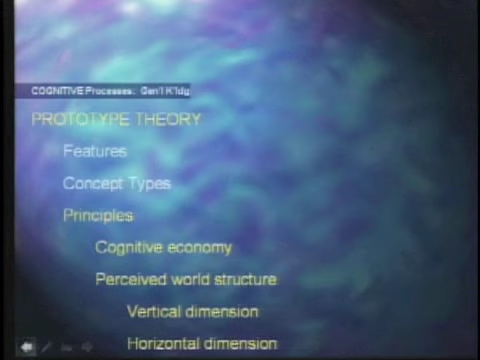 COGNITIVE Processes: Gen'l K'ldg
PROTOTYPE THEORY
Features
Concept Types
Principles
Cognitive economy
Perceived world structure
Vertical dimension
Horizontal dimension